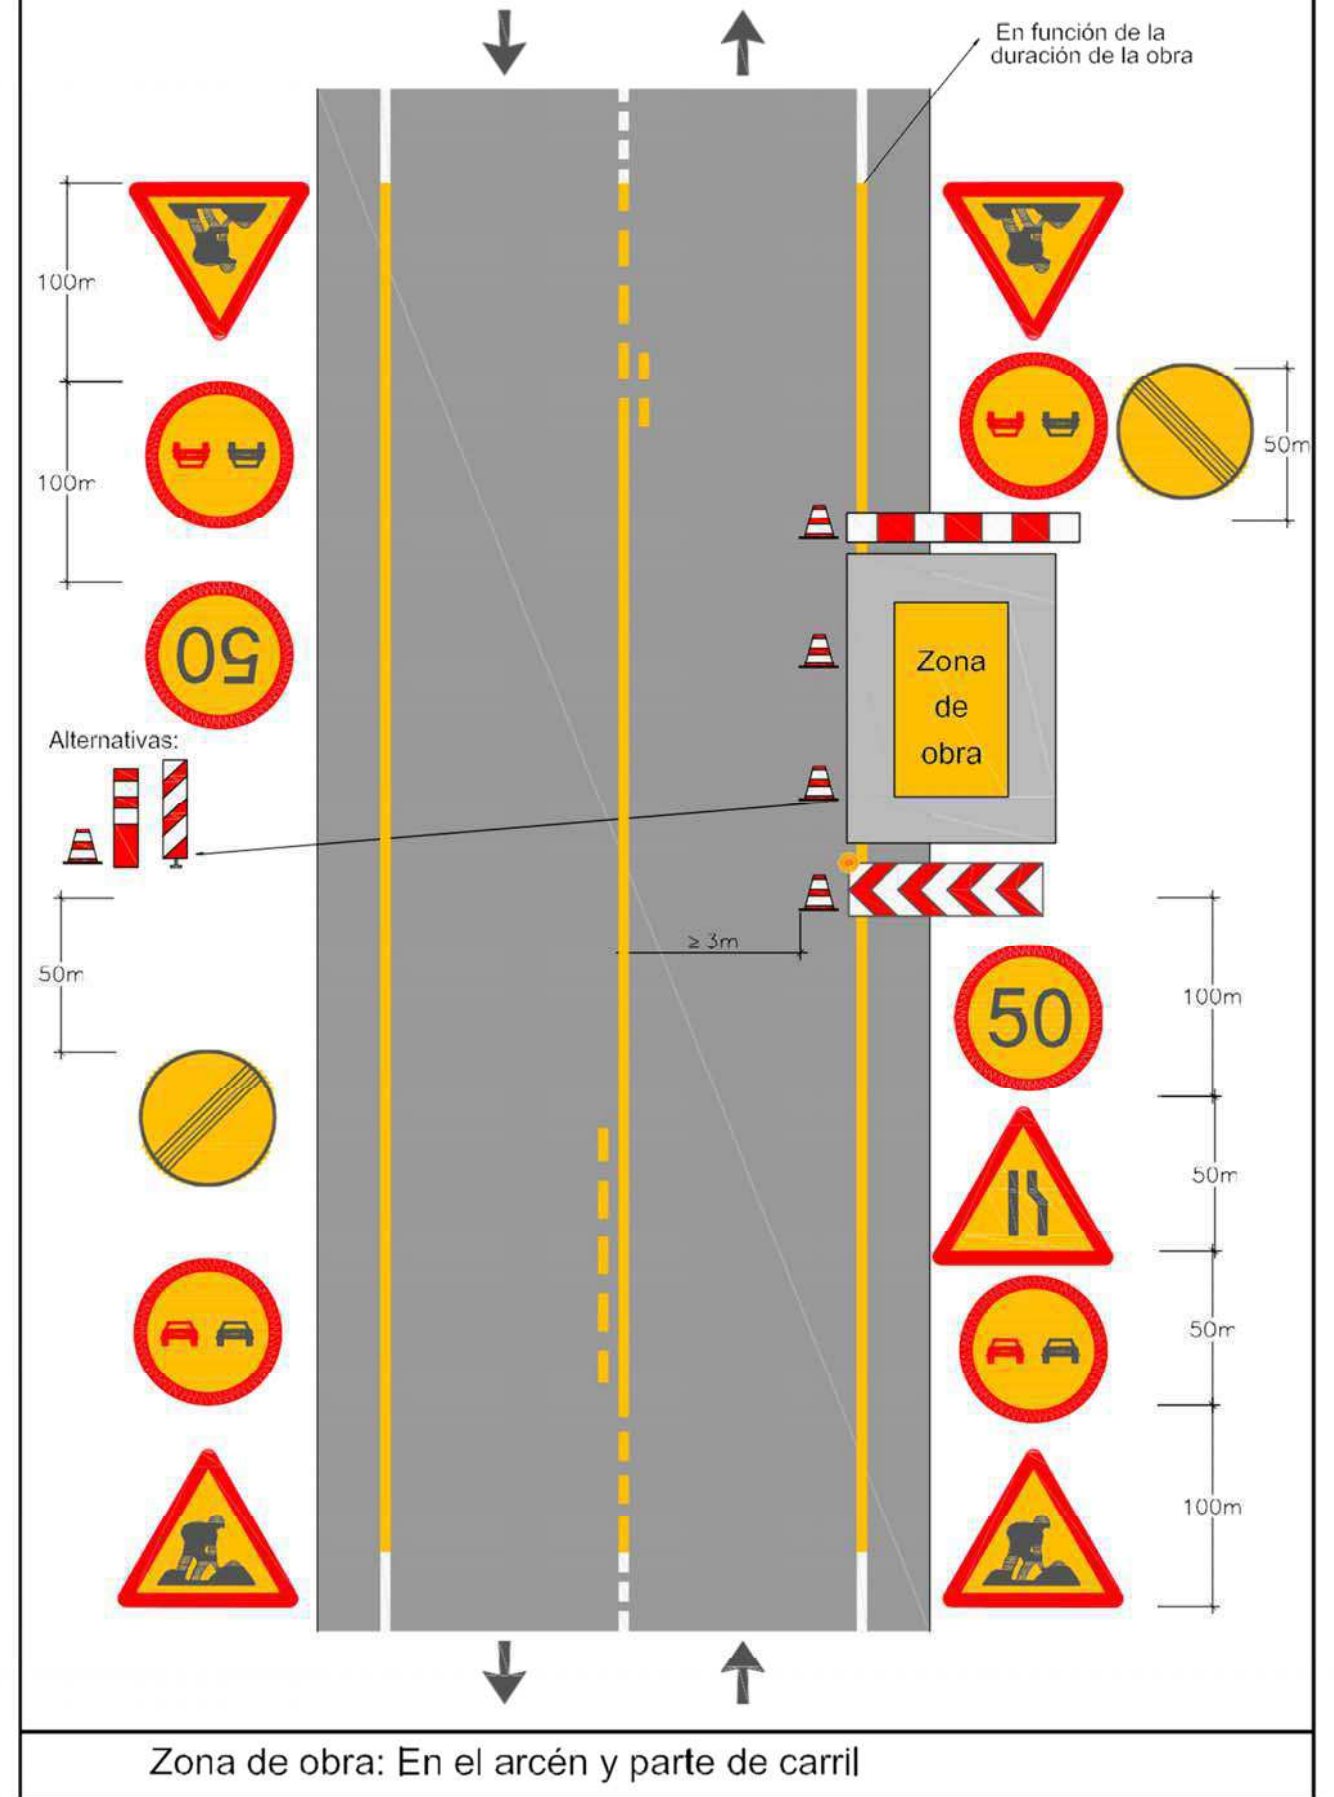 En función de la
duración de la obra
100m
100m
50m
50
Zona
de
obra
Alternativas:
≥ 3m
50m
50
100m
50m
50m
100m
Zona de obra: En el arcén y parte de carril